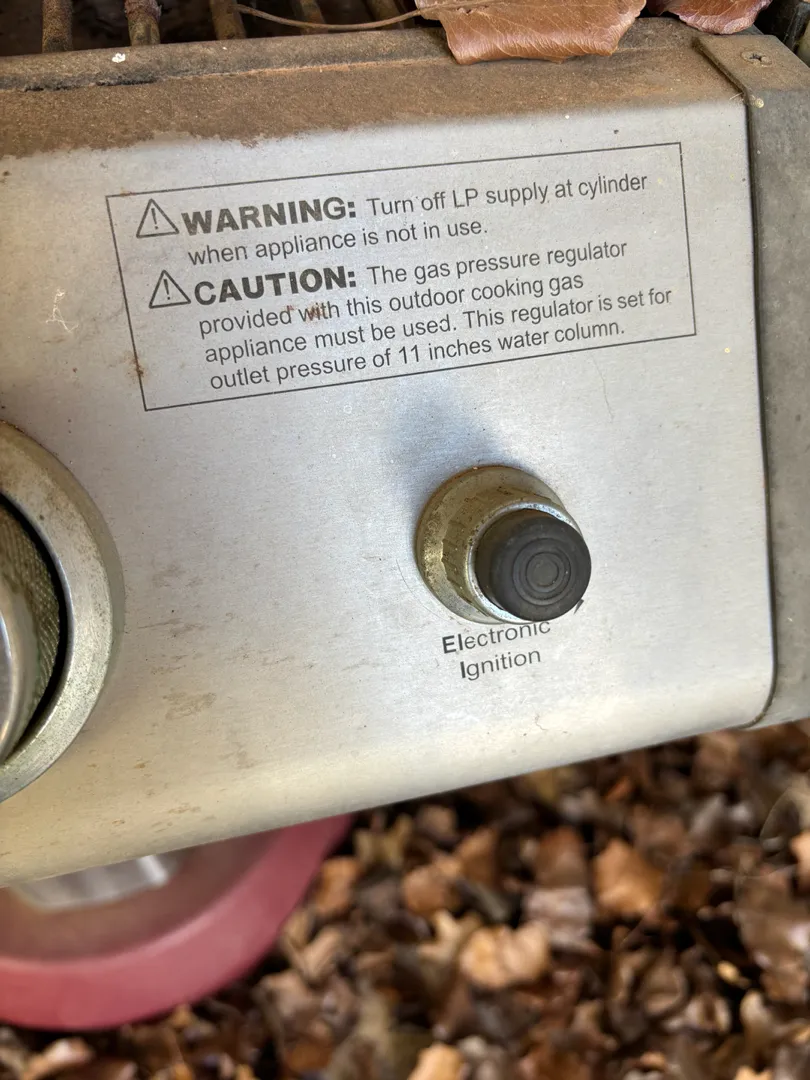 WARNING: Turn off LP supply at cylinder
when appliance is not in use.
CAUTION: The gas pressure regulator
provided with this outdoor cooking gas
appliance must be used. This regulator is set for
outlet pressure of 11 inches water column.
Electronic
Ignition